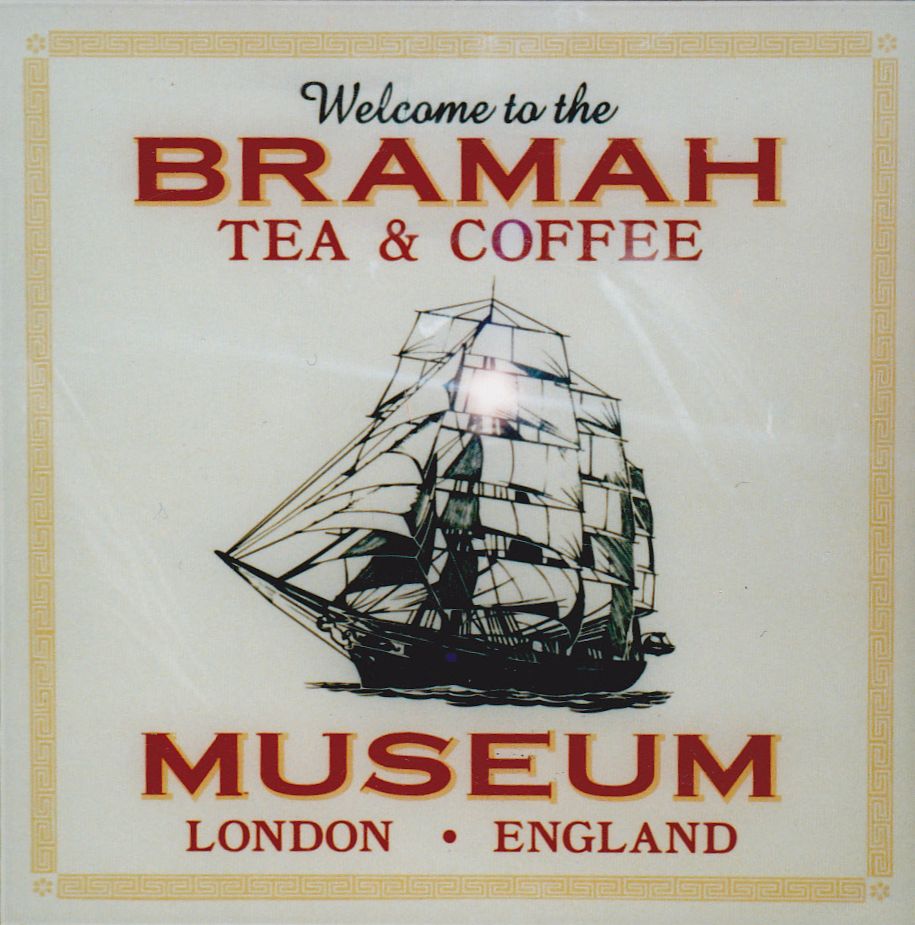 Welcome to the
BRAMAH
TEA & COFFEE
MUSEUM
LONDON • ENGLAND